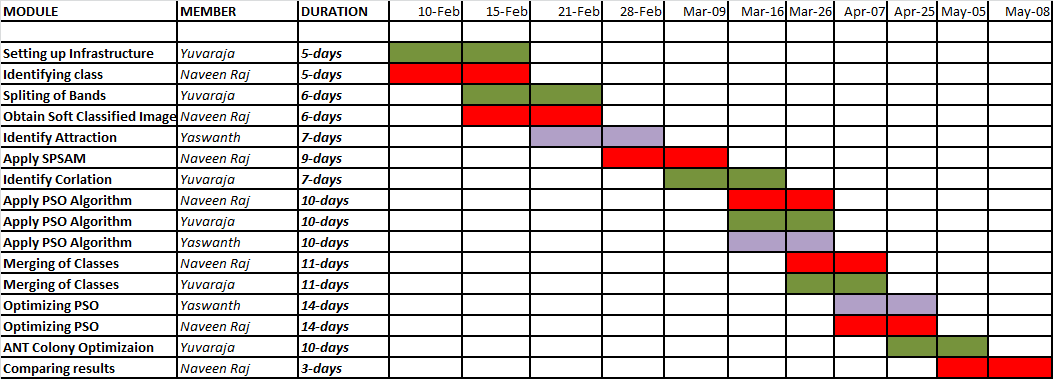 MODULE MEMBER DURATION 10-Feb 15-Feb 21-Feb 28-Feb Mar-09 Mar-16 Mar-26 Apr-07 Apr-25 May-05 May-08
Setting up Infrastructure Yuvaraja 5-days
Identifying class Naveen Raj 5-days
Spliting of Bands Yuvaraja 6-days
Obtain Soft Classified Image Naveen Raj 6-days
Identify Attraction Yaswanth 7-days
Apply SPSAM Naveen Raj 9-days
Identify Corlation Yuvaraja 7-days
Apply PSO Algorithm Naveen Raj 10-days
Apply PSO Algorithm Yuvaraja 10-days
Apply PSO Algorithm Yaswanth 10-days
Merging of Classes Naveen Raj 11-days
Merging of Classes Yuvaraja 11-days
Optimizing PSO Yaswanth 14-days
Optimizing PSO Naveen Raj 14-days
ANT Colony Optimizaion Yuvaraja 10-days
Comparing results Naveen Raj 3-days